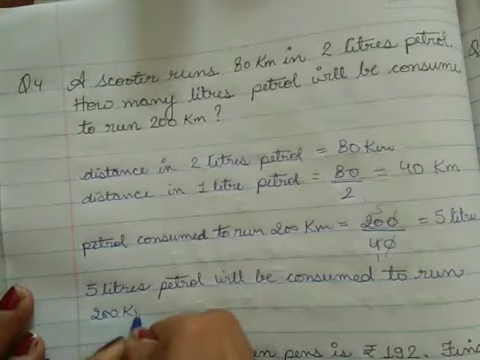 Q4 A scooter runs 80 Km in 2 litres petrol.
How many litres petrol will be consume
to run 200 Km?
distance in 2 litres petrol = 80 Km
distance in 1 litre petrol = 80/2 = 40 Km
petrol consumed to run 200 Km = 200/40 = 5 litre
5 litres petrol will be consumed to run
200 K
pens is ₹ 192.